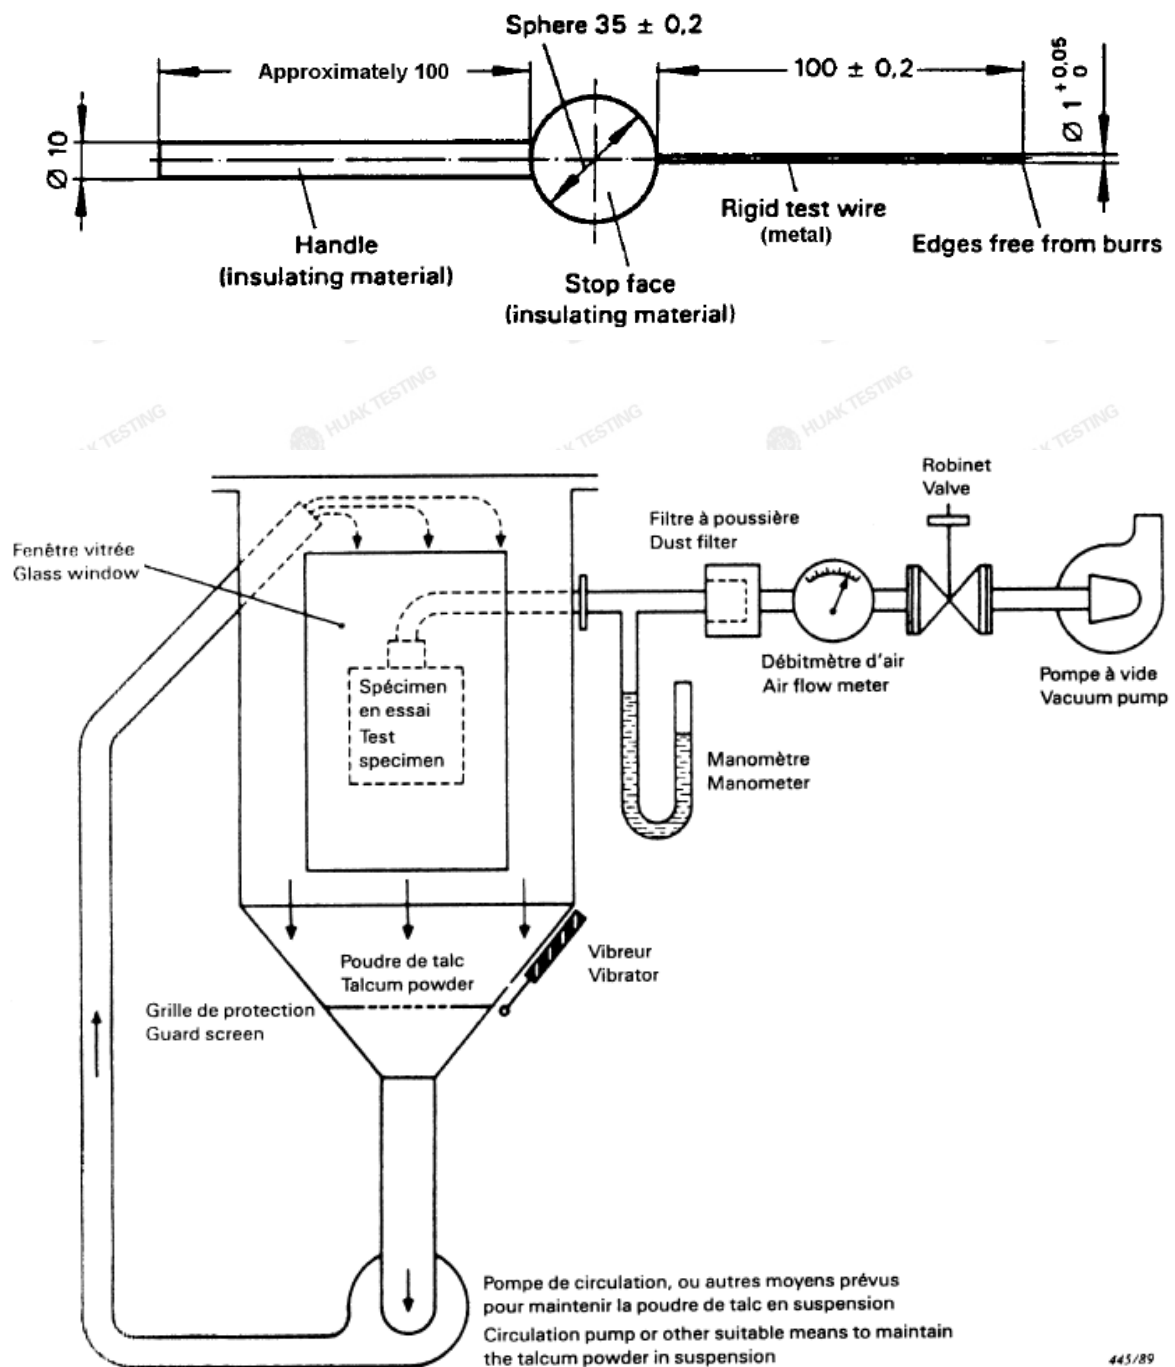 Sphere 35 ± 0,2
Approximately 100
100 ± 0,2
Ø 1 +0,05 0
Ø 10
Rigid test wire
(metal)
Handle
(insulating material)
Edges free from burrs
Stop face
(insulating material)
HUAK TESTING
HUAK TESTING
AK TESTING
K TESTING
AK TESTING
Robinet
Valve
Filtre à poussière
Dust filter
Fenêtre vitrée
Glass window
Débitmètre d'air
Air flow meter
Pompe à vide
Vacuum pump
Spécimen
en essai
Test
specimen
Manomètre
Manometer
Vibreur
Vibrator
Poudre de talc
Talcum powder
Grille de protection
Guard screen
Pompe de circulation, ou autres moyens prévus
pour maintenir la poudre de talc en suspension
Circulation pump or other suitable means to maintain
the talcum powder in suspension
445/89